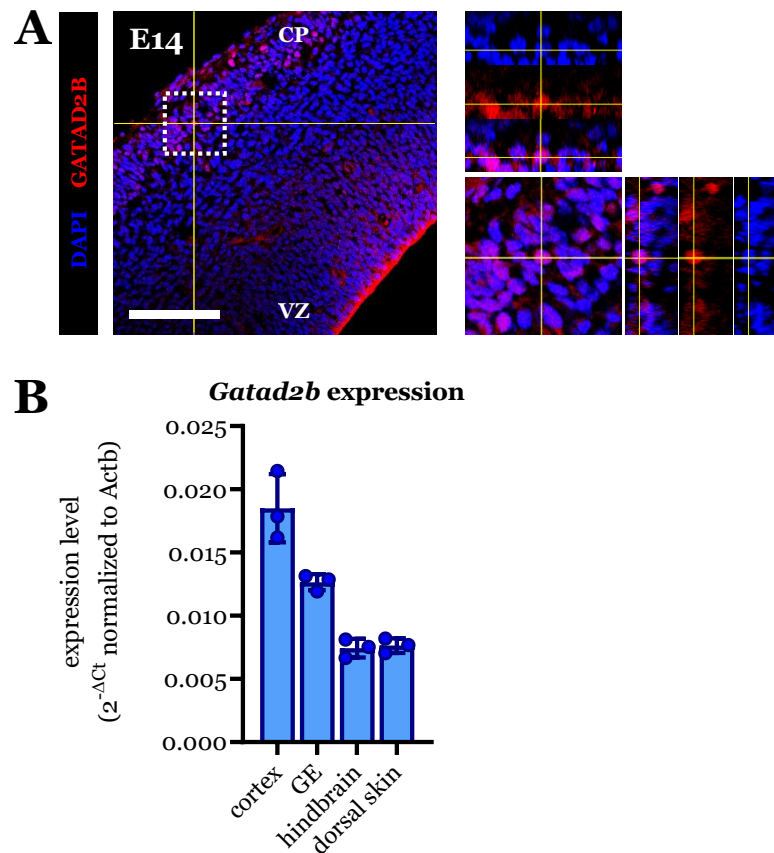 A
DAPI GATAD2B
E14
CP
VZ
B
Gatad2b expression
expression level
(2^-ΔCt normalized to Actb)
0.025
0.020
0.015
0.010
0.005
0.000
cortex
GE
hindbrain
dorsal skin